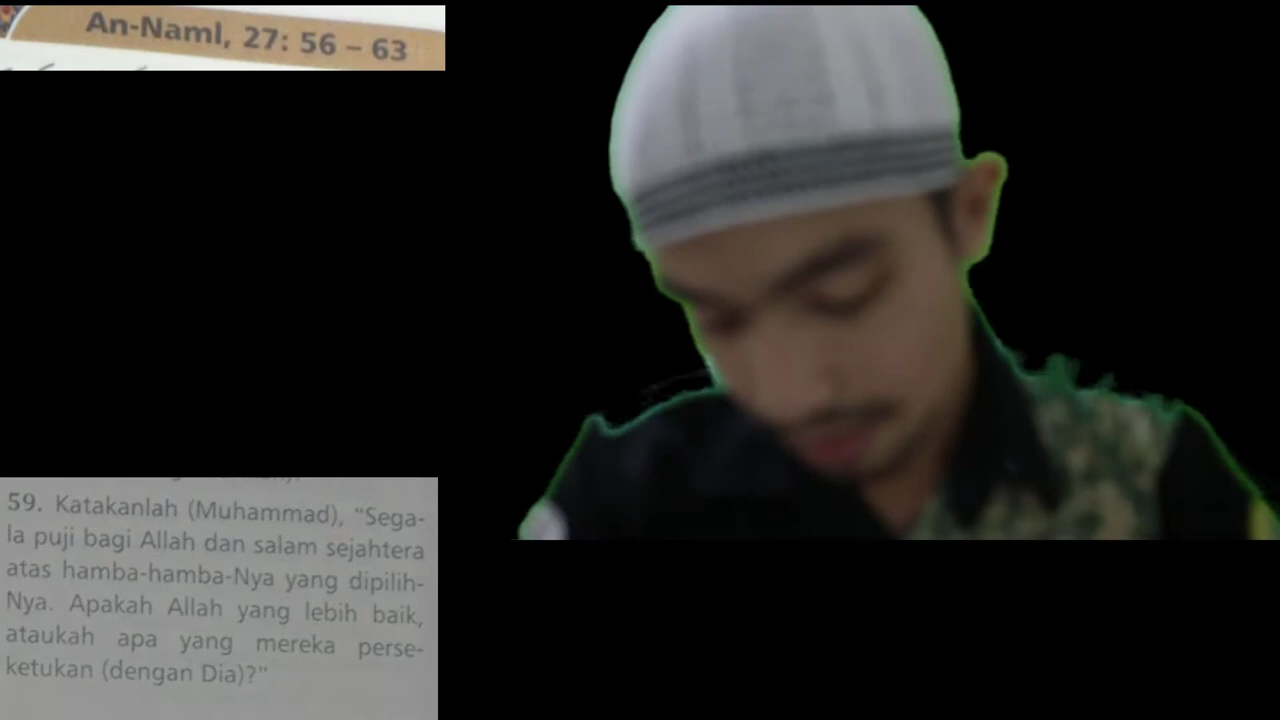 An-Naml, 27: 56 – 63
59. Katakanlah (Muhammad), "Sega-
la puji bagi Allah dan salam sejahtera
atas hamba-hamba-Nya yang dipilih-
Nya. Apakah Allah yang lebih baik,
ataukah apa yang mereka perse-
ketukan (dengan Dia)?"